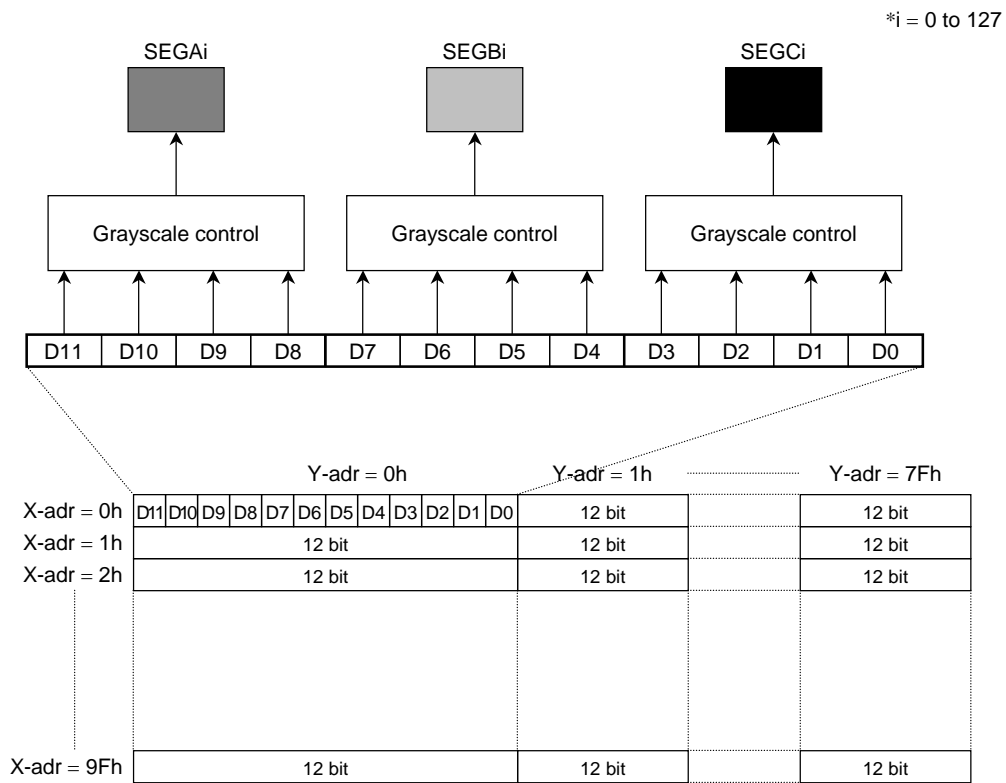 *i = 0 to 127
SEGAi SEGBi SEGCi
Grayscale control Grayscale control Grayscale control
D11 D10 D9 D8 D7 D6 D5 D4 D3 D2 D1 D0
Y-adr = 0h Y-adr = 1h Y-adr = 7Fh
X-adr = 0h D11 D10 D9 D8 D7 D6 D5 D4 D3 D2 D1 D0 12 bit 12 bit
X-adr = 1h 12 bit 12 bit 12 bit
X-adr = 2h 12 bit 12 bit 12 bit
X-adr = 9Fh 12 bit 12 bit 12 bit